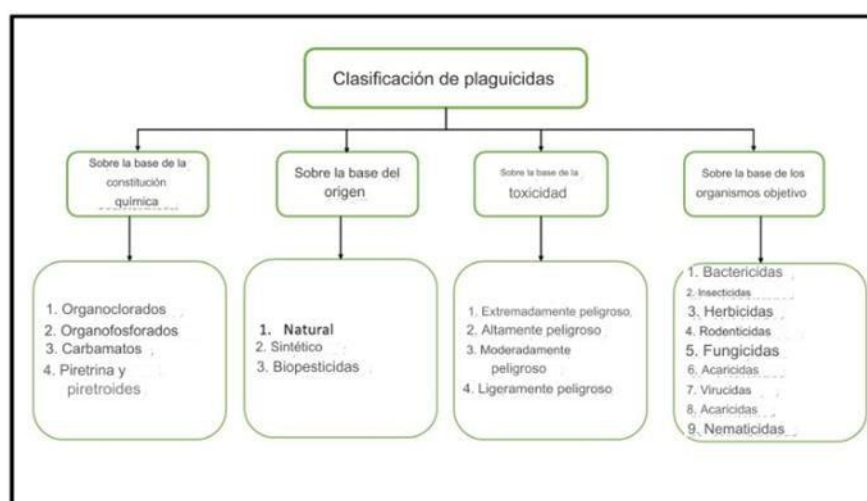 Clasificación de plaguicidas
Sobre la base de la
constitución
química
Sobre la base del
origen
Sobre la base de la
toxicidad
Sobre la base de los
organismos objetivo
1. Organoclorados
2. Organofosforados
3. Carbamatos
4. Piretrina y
piretroides
1. Natural
2. Sintético
3. Biopesticidas
1. Extremadamente peligroso
2. Altamente peligroso
3. Moderadamente
peligroso
4. Ligeramente peligroso
1. Bactericidas
2. Insecticidas
3. Herbicidas
4. Rodenticidas
5. Fungicidas
6. Acaricidas
7. Virucidas
8. Acaricidas
9. Nematicidas